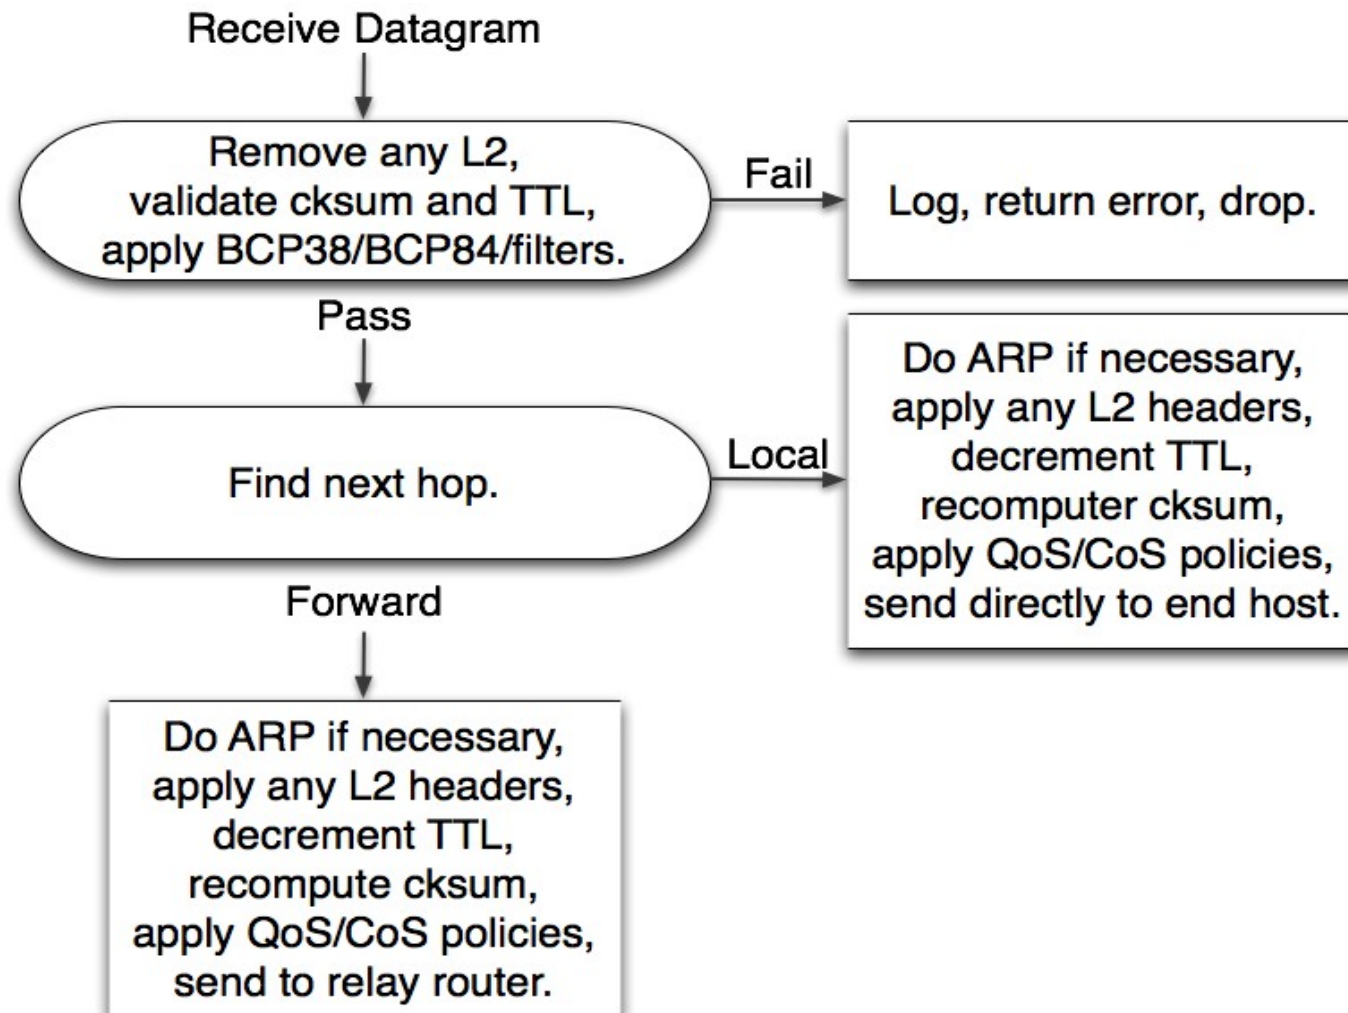 Receive Datagram
Remove any L2,
validate cksum and TTL,
apply BCP38/BCP84/filters.
Fail
Log, return error, drop.
Pass
Find next hop.
Local
Do ARP if necessary,
apply any L2 headers,
decrement TTL,
recomputer cksum,
apply QoS/CoS policies,
send directly to end host.
Forward
Do ARP if necessary,
apply any L2 headers,
decrement TTL,
recompute cksum,
apply QoS/CoS policies,
send to relay router.